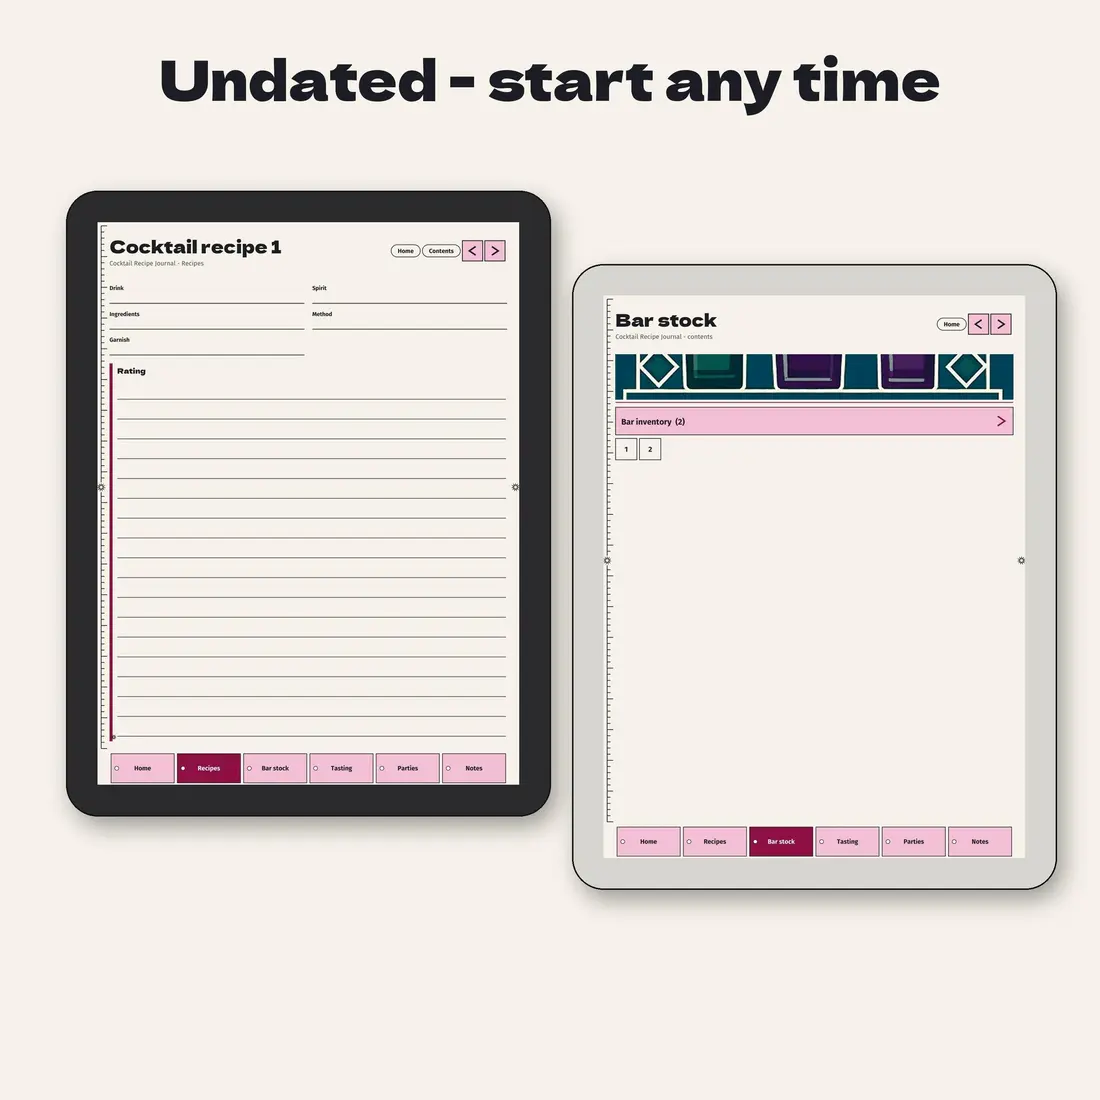 Undated - start any time
Cocktail recipe 1
Home
Contents
<
>
Cocktail Recipe Journal - Recipes
Drink
Spirit
Ingredients
Method
Garnish
Rating
Home
Recipes
Bar stock
Tasting
Parties
Notes
Bar stock
Home
<
>
Cocktail Recipe Journal - contents
Bar inventory (2)
>
1
2
Home
Recipes
Bar stock
Tasting
Parties
Notes